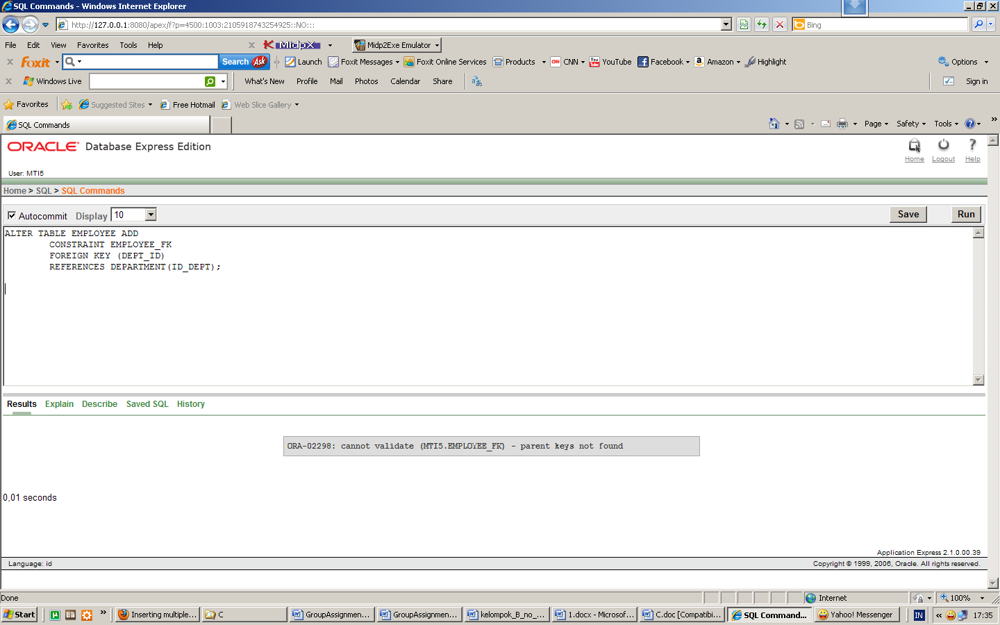 SQL Commands - Windows Internet Explorer
http://127.0.0.1:8080/apex/f?p=4500:1003:2105918743254925::NO:::
Bing
File Edit View Favorites Tools Help
MidpX
Midp2Exe Emulator
Foxit
Search Ask
Launch
Foxit Messages
Foxit Online Services
Products
CNN
YouTube
Facebook
Amazon
Highlight
Options
Windows Live
What's New Profile Mail Photos Calendar Share
Sign in
Favorites
Suggested Sites
Free Hotmail
Web Slice Gallery
SQL Commands
Page Safety Tools
ORACLE Database Express Edition
Home Logout Help
User: MTI5
Home > SQL > SQL Commands
Autocommit Display 10
Save Run
ALTER TABLE EMPLOYEE ADD
CONSTRAINT EMPLOYEE_FK
FOREIGN KEY (DEPT_ID)
REFERENCES DEPARTMENT(ID_DEPT);
Results Explain Describe Saved SQL History
ORA-02298: cannot validate (MTI5.EMPLOYEE_FK) - parent keys not found
0,01 seconds
Application Express 2.1.0.00.39
Language: id
Copyright © 1999, 2006, Oracle. All rights reserved.
Done
Internet
100%
Start
Inserting multiple...
C
GroupAssignmen...
GroupAssignmen...
kelompok_B_no_...
1.docx - Microsof...
C.doc [Compatibi...
SQL Command...
Yahoo! Messenger
IN
17:35